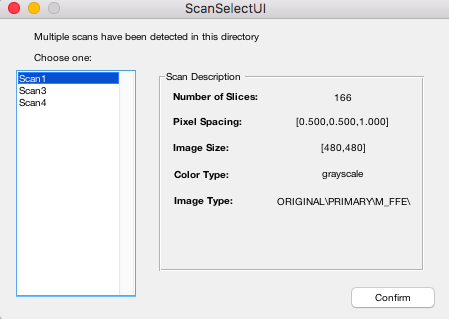 ScanSelectUI
Multiple scans have been detected in this directory
Choose one:
Scan1
Scan3
Scan4
Scan Description
Number of Slices: 166
Pixel Spacing: [0.500,0.500,1.000]
Image Size: [480,480]
Color Type: grayscale
Image Type: ORIGINAL\PRIMARY\M_FFE\
Confirm